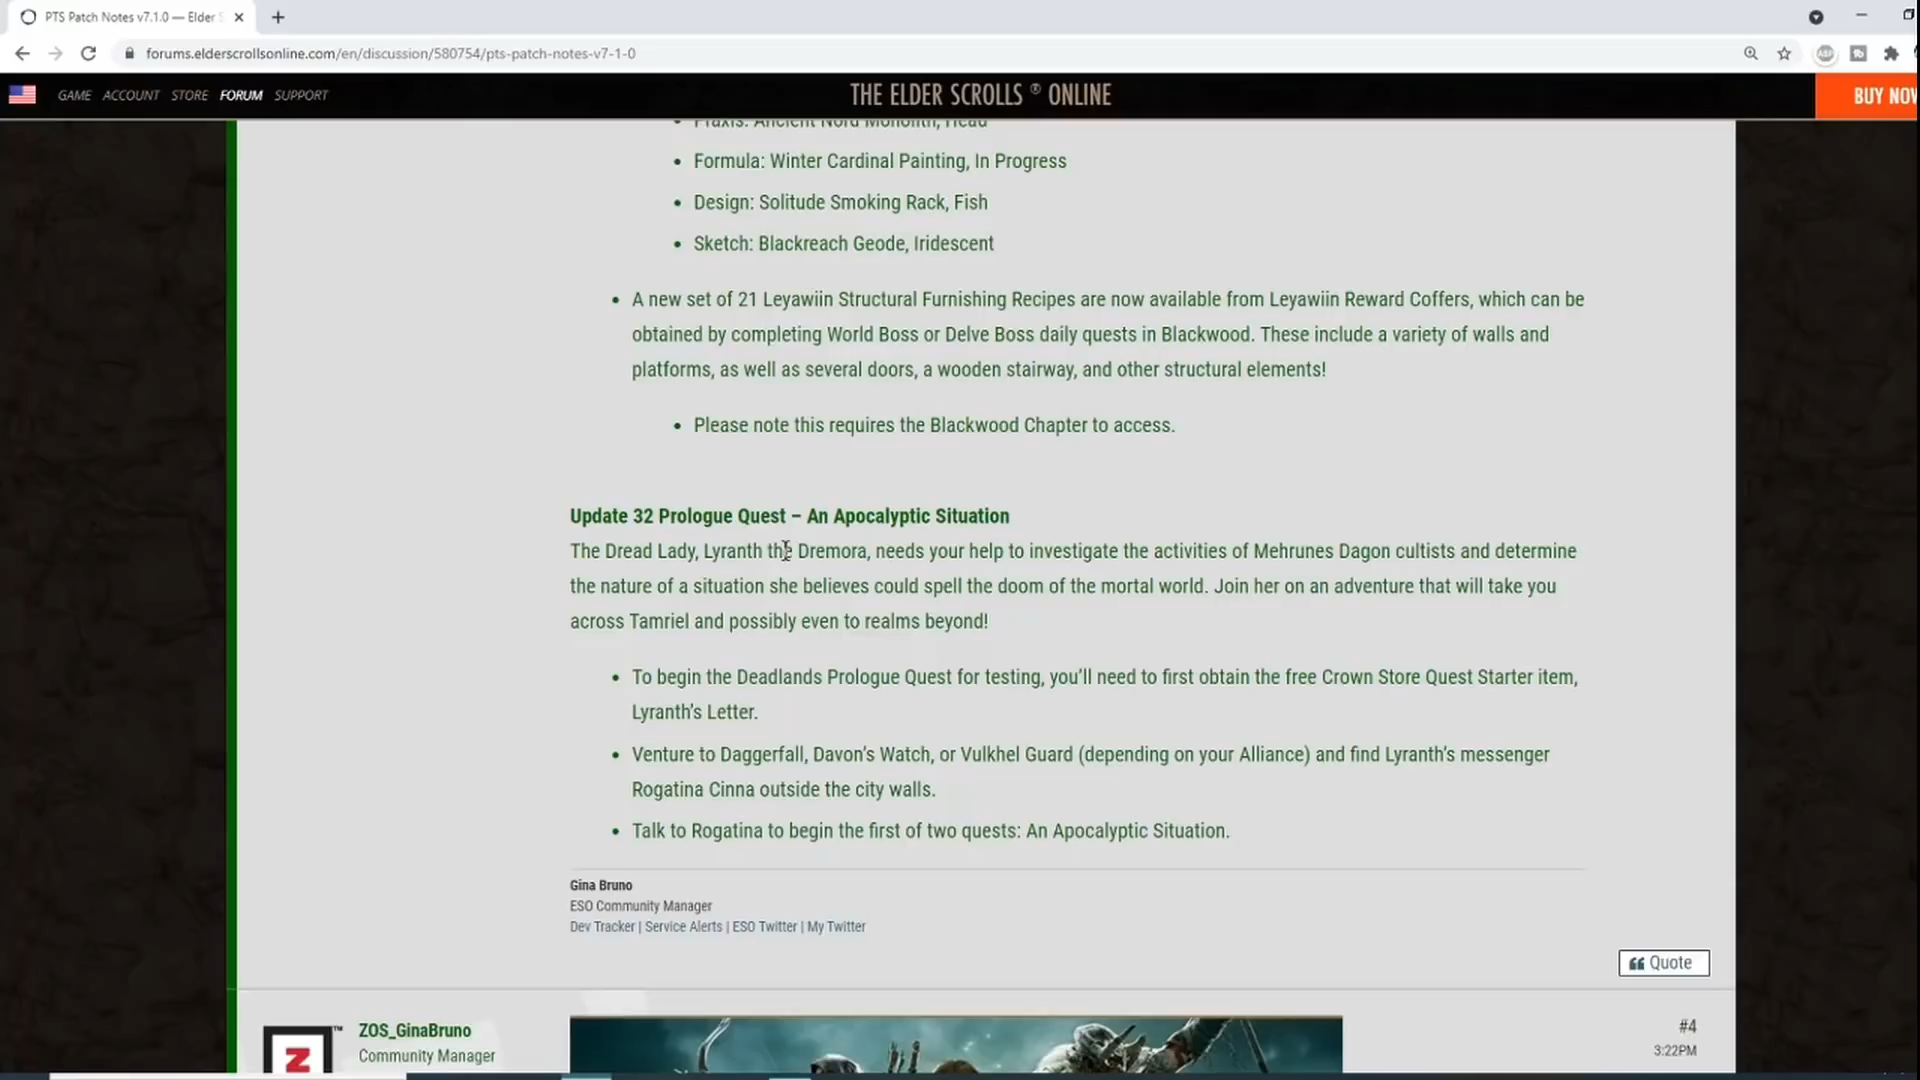 PTS Patch Notes v7.1.0 — Elder S
forums.elderscrollsonline.com/en/discussion/580754/pts-patch-notes-v7-1-0
GAME ACCOUNT STORE FORUM SUPPORT
THE ELDER SCROLLS ® ONLINE
BUY NOW
Praxis: Ancient Nord Monolith, Head
• Formula: Winter Cardinal Painting, In Progress
• Design: Solitude Smoking Rack, Fish
• Sketch: Blackreach Geode, Iridescent
• A new set of 21 Leyawiin Structural Furnishing Recipes are now available from Leyawiin Reward Coffers, which can be
obtained by completing World Boss or Delve Boss daily quests in Blackwood. These include a variety of walls and
platforms, as well as several doors, a wooden stairway, and other structural elements!
• Please note this requires the Blackwood Chapter to access.
Update 32 Prologue Quest – An Apocalyptic Situation
The Dread Lady, Lyranth the Dremora, needs your help to investigate the activities of Mehrunes Dagon cultists and determine
the nature of a situation she believes could spell the doom of the mortal world. Join her on an adventure that will take you
across Tamriel and possibly even to realms beyond!
• To begin the Deadlands Prologue Quest for testing, you’ll need to first obtain the free Crown Store Quest Starter item,
Lyranth’s Letter.
• Venture to Daggerfall, Davon’s Watch, or Vulkhel Guard (depending on your Alliance) and find Lyranth’s messenger
Rogatina Cinna outside the city walls.
• Talk to Rogatina to begin the first of two quests: An Apocalyptic Situation.
Gina Bruno
ESO Community Manager
Dev Tracker | Service Alerts | ESO Twitter | My Twitter
Quote
ZOS_GinaBruno
Community Manager
Z
™
#4
3:22PM